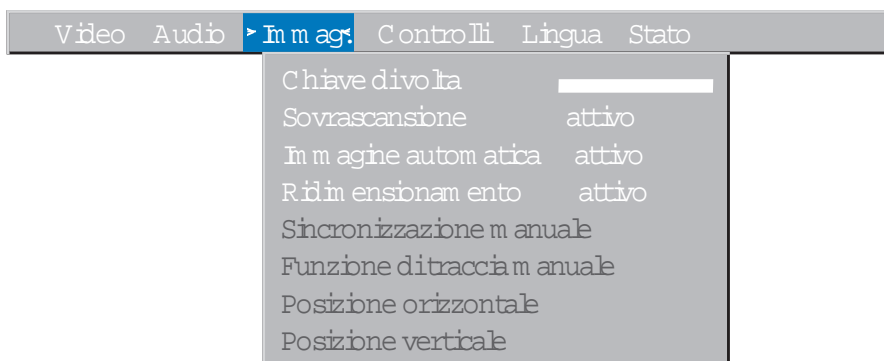 Video Audio >Immag.< Controlli Lingua Stato
Chiave di volta
Sovrascansione attivo
Immagine automatica attivo
Ridimensionamento attivo
Sincronizzazione manuale
Funzione di traccia manuale
Posizione orizzontale
Posizione verticale